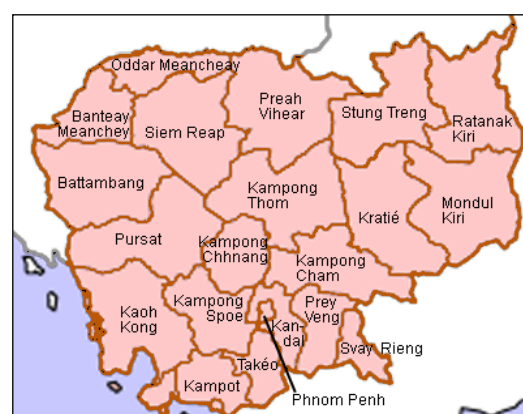 Oddar Meancheay
Preah
Vihear
Stung Treng
Ratanak
Kiri
Banteay
Meanchey
Siem Reap
Battambang
Kampong
Thom
Kratié
Mondul
Kiri
Pursat
Kampong
Chhnang
Kampong
Cham
Kaoh
Kong
Kampong
Spoe
Kan-
dal
Prey
Veng
Svay Rieng
Takéo
Kampot
Phnom Penh